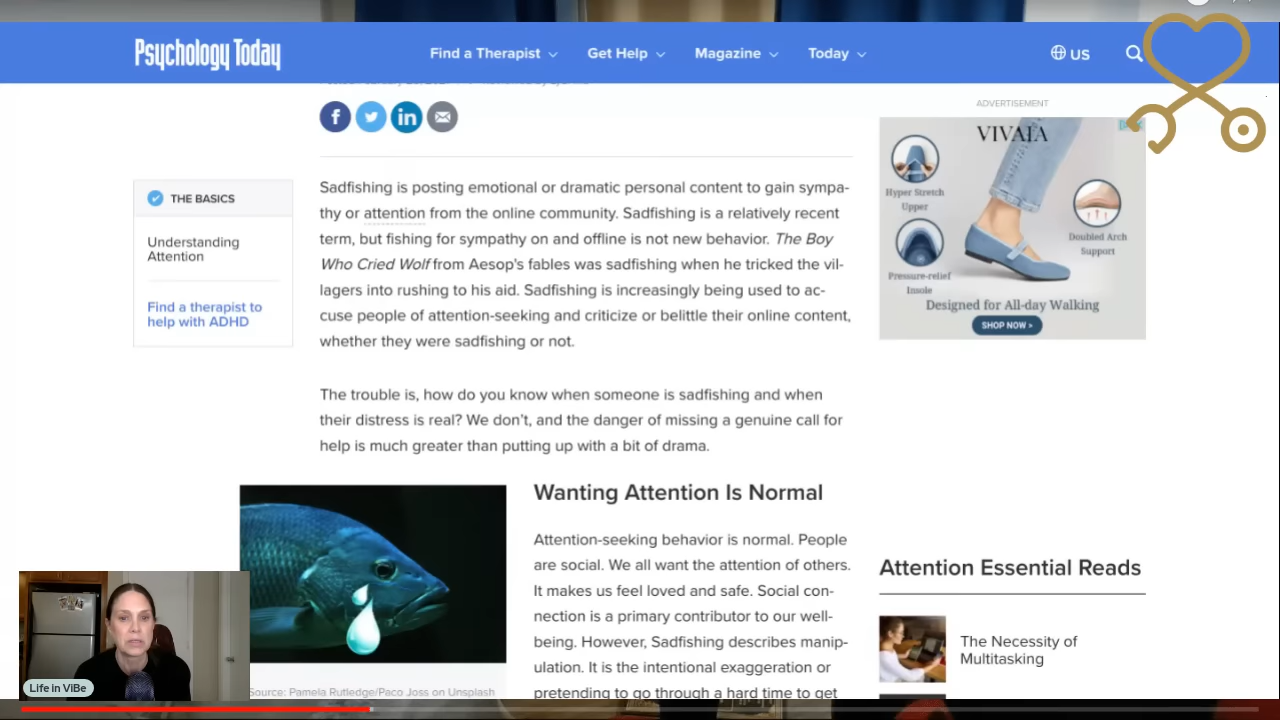 Psychology Today
Find a Therapist
Get Help
Magazine
Today
US
f
in
THE BASICS
Understanding
Attention
Find a therapist to
help with ADHD
Sadfishing is posting emotional or dramatic personal content to gain sympa-
thy or attention from the online community. Sadfishing is a relatively recent
term, but fishing for sympathy on and offline is not new behavior. The Boy
Who Cried Wolf from Aesop's fables was sadfishing when he tricked the vil-
lagers into rushing to his aid. Sadfishing is increasingly being used to ac-
cuse people of attention-seeking and criticize or belittle their online content,
whether they were sadfishing or not.
The trouble is, how do you know when someone is sadfishing and when
their distress is real? We don't, and the danger of missing a genuine call for
help is much greater than putting up with a bit of drama.
Wanting Attention Is Normal
Attention-seeking behavior is normal. People
are social. We all want the attention of others.
It makes us feel loved and safe. Social con-
nection is a primary contributor to our well-
being. However, Sadfishing describes manip-
ulation. It is the intentional exaggeration or
pretending to go through a hard time to get
Source: Pamela Rutledge/Paco Joss on Unsplash
Life in ViBe
ADVERTISEMENT
VIVAIA
Hyper Stretch
Upper
Doubled Arch
Support
Pressure-relief
Insole
Designed for All-day Walking
SHOP NOW >
Attention Essential Reads
The Necessity of
Multitasking